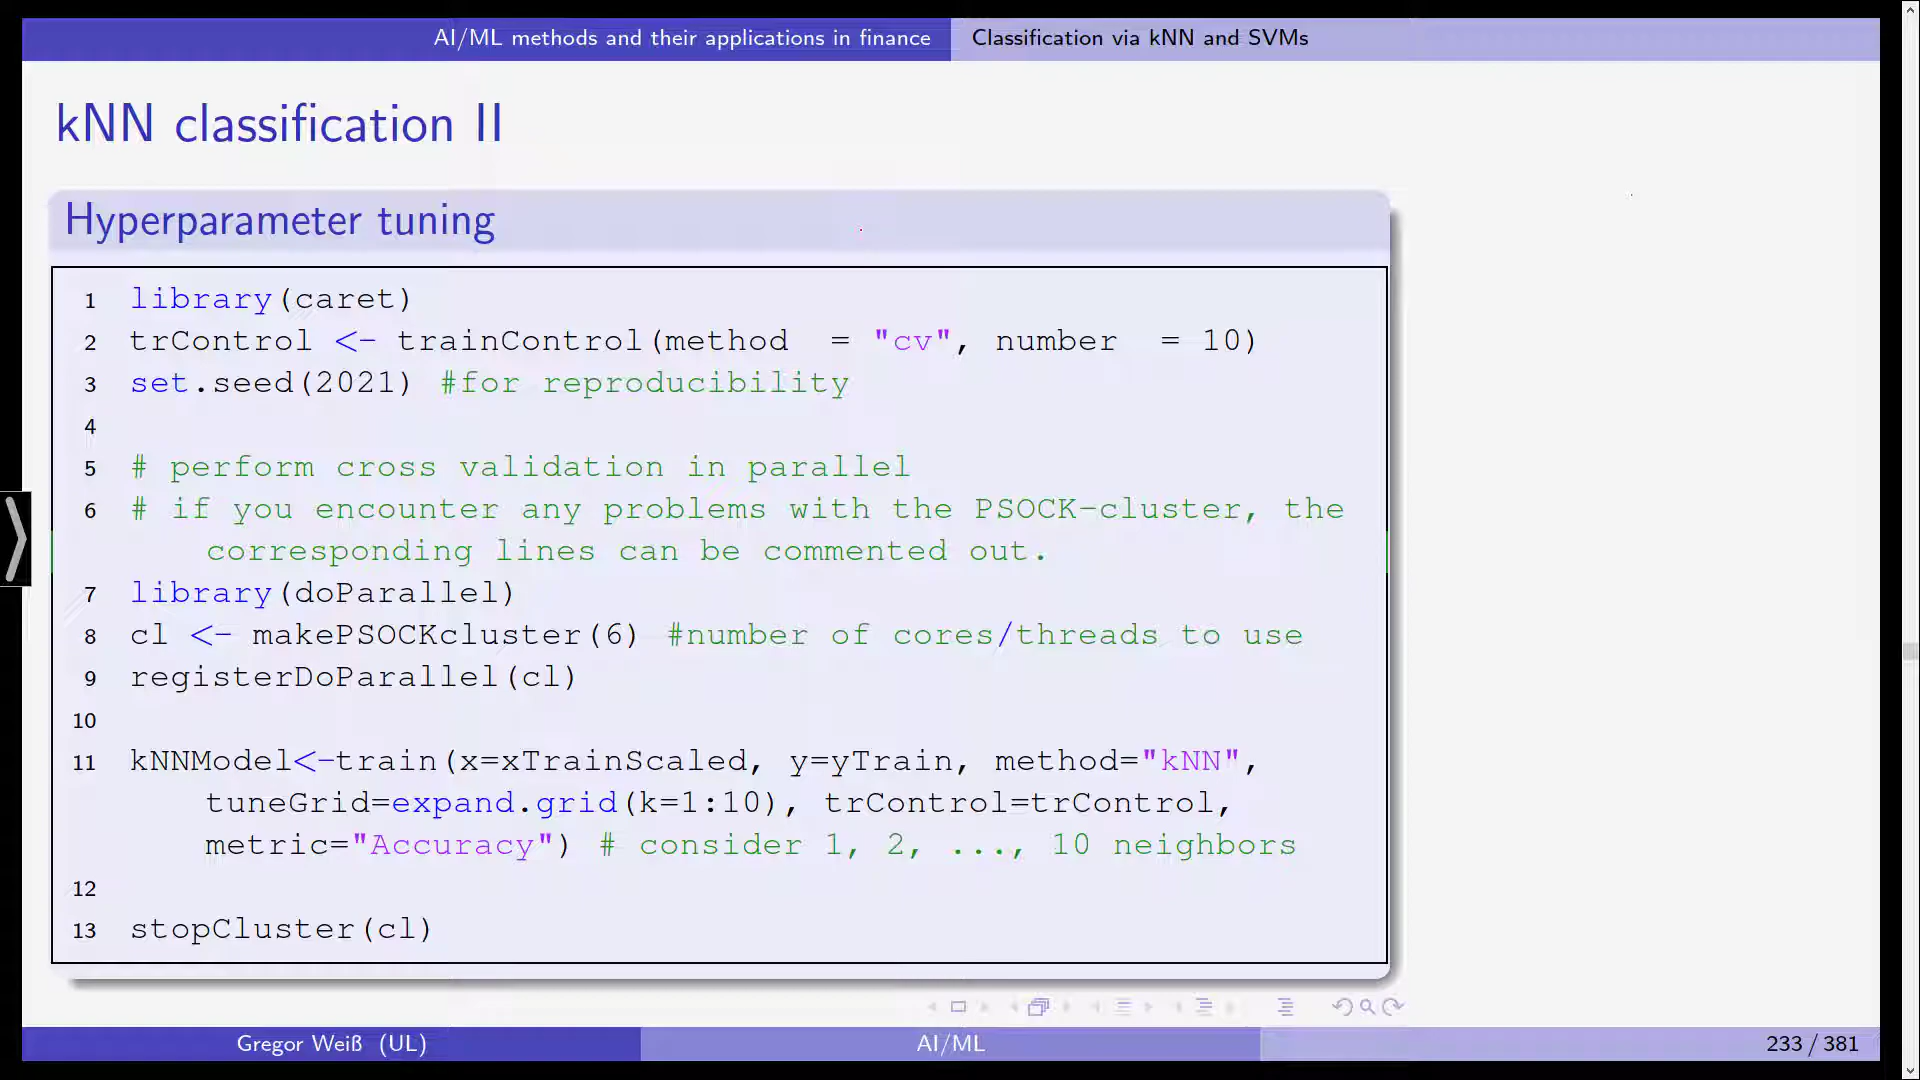 AI/ML methods and their applications in finance Classification via kNN and SVMs
kNN classification II
Hyperparameter tuning
1 library(caret)
2 trControl <- trainControl(method = "cv", number = 10)
3 set.seed(2021) #for reproducibility
4
5 # perform cross validation in parallel
6 # if you encounter any problems with the PSOCK-cluster, the
corresponding lines can be commented out.
7 library(doParallel)
8 cl <- makePSOCKcluster(6) #number of cores/threads to use
9 registerDoParallel(cl)
10
11 kNNModel<-train(x=xTrainScaled, y=yTrain, method="kNN",
tuneGrid=expand.grid(k=1:10), trControl=trControl,
metric="Accuracy") # consider 1, 2, ..., 10 neighbors
12
13 stopCluster(cl)
Gregor Weiß (UL) AI/ML 233 / 381